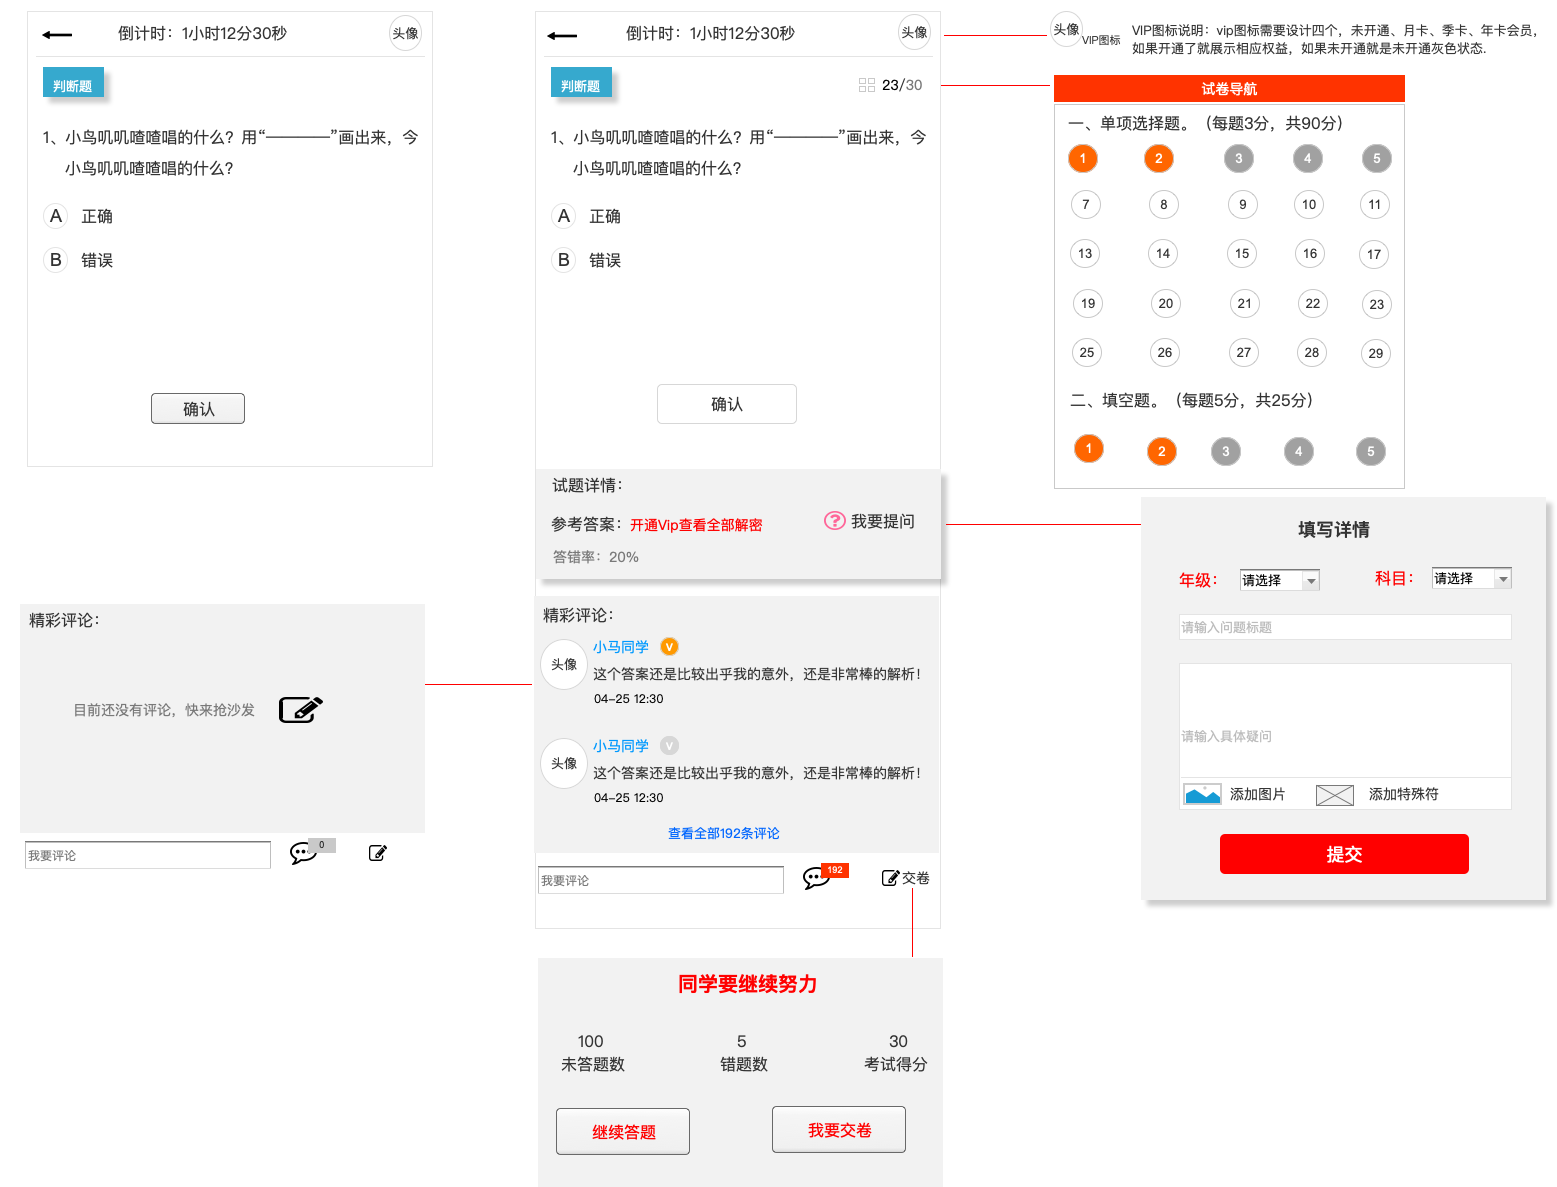 倒计时：1小时12分30秒
头像
判断题
1、小鸟叽叽喳喳唱的什么？用“————”画出来，今
小鸟叽叽喳喳唱的什么？
A 正确
B 错误
确认
精彩评论：
目前还没有评论，快来抢沙发
我要评论
0
倒计时：1小时12分30秒
头像
判断题
23/30
1、小鸟叽叽喳喳唱的什么？用“————”画出来，今
小鸟叽叽喳喳唱的什么？
A 正确
B 错误
确认
试题详情：
参考答案：开通Vip查看全部解密
? 我要提问
答错率：20%
精彩评论：
头像
小马同学 V
这个答案还是比较出乎我的意外，还是非常棒的解析！
04-25 12:30
头像
小马同学 V
这个答案还是比较出乎我的意外，还是非常棒的解析！
04-25 12:30
查看全部192条评论
我要评论
192
交卷
同学要继续努力
100 5 30
未答题数 错题数 考试得分
继续答题 我要交卷
头像
VIP图标
VIP图标说明：vip图标需要设计四个，未开通、月卡、季卡、年卡会员，
如果开通了就展示相应权益，如果未开通就是未开通灰色状态.
试卷导航
一、单项选择题。（每题3分，共90分）
1 2 3 4 5
7 8 9 10 11
13 14 15 16 17
19 20 21 22 23
25 26 27 28 29
二、填空题。（每题5分，共25分）
1 2 3 4 5
填写详情
年级： 请选择 科目： 请选择
请输入问题标题
请输入具体疑问
添加图片 添加特殊符
提交